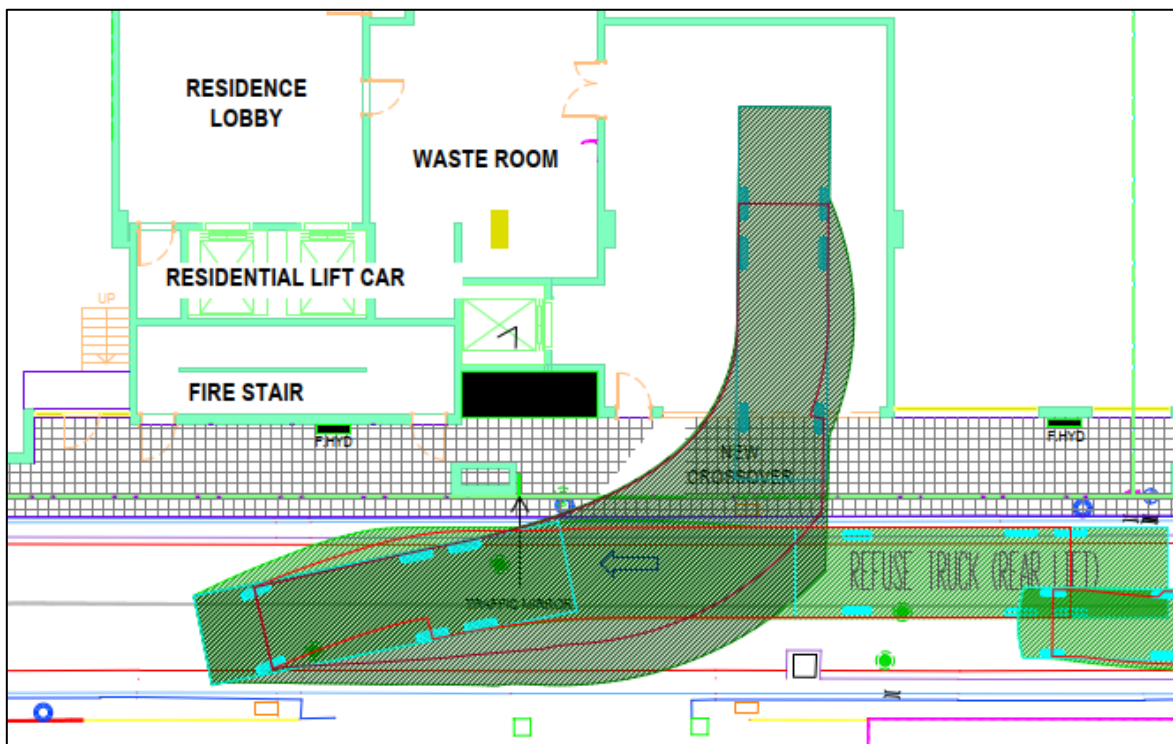 RESIDENCE
LOBBY
WASTE ROOM
RESIDENTIAL LIFT CAR
UP
FIRE STAIR
F.HYD
F.HYD
NEW
CROSSOVER
REFUSE TRUCK (REAR LIFT)
TRAFFIC MIRROR